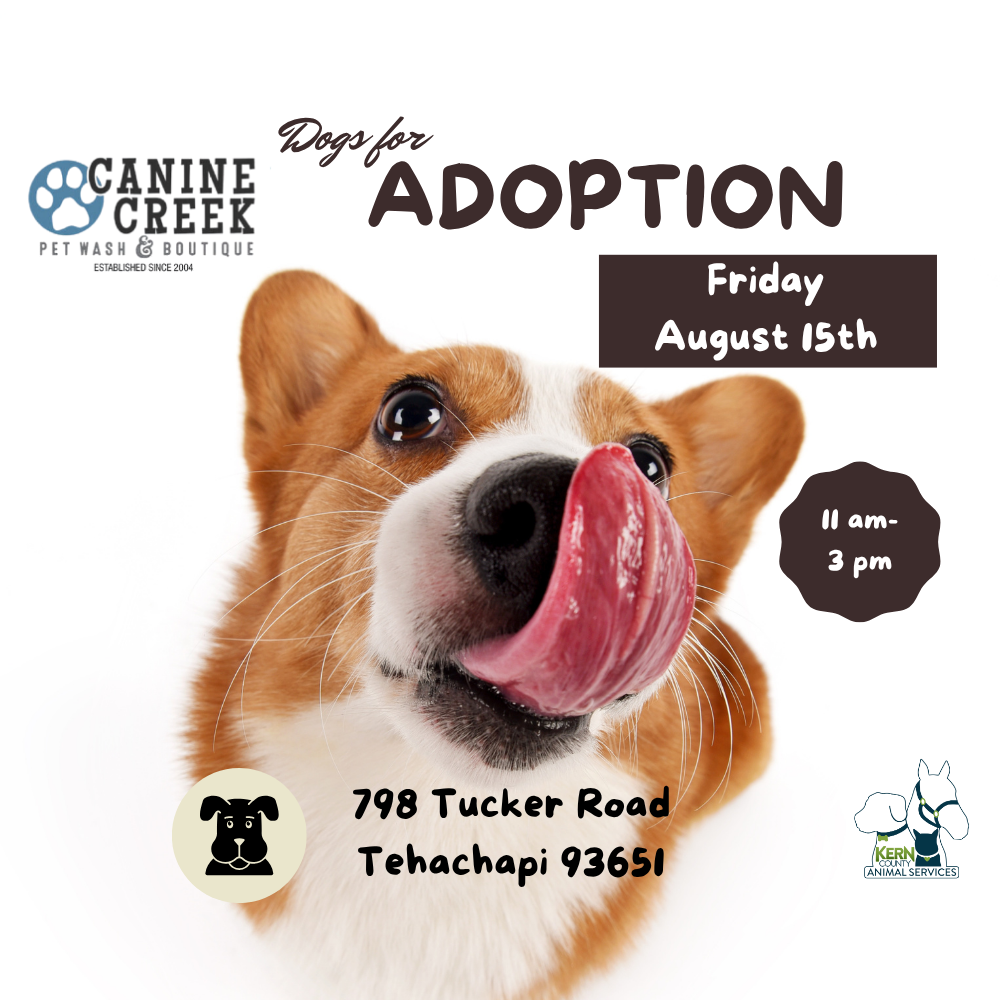 Dogs for
ADOPTION
CANINE
CREEK
PET WASH & BOUTIQUE
ESTABLISHED SINCE 2004
Friday
August 15th
11 am-
3 pm
798 Tucker Road
Tehachapi 93651
KERN
COUNTY
ANIMAL SERVICES